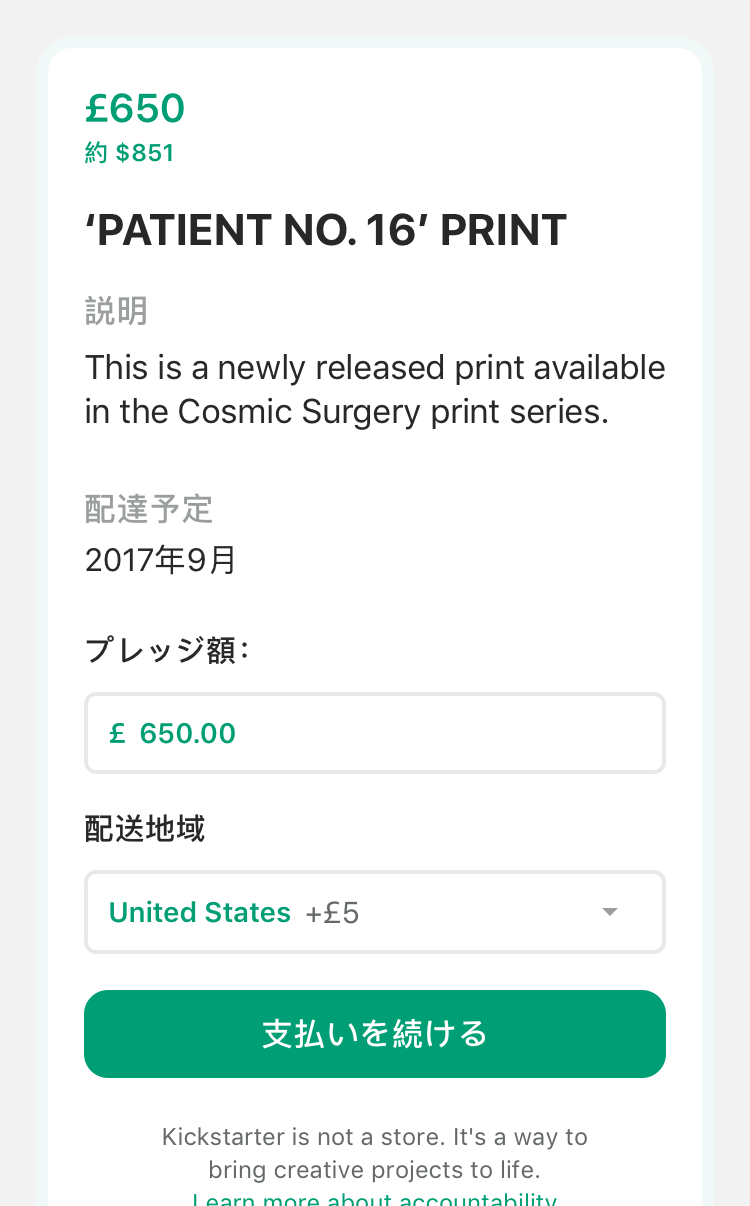 £650
約 $851
‘PATIENT NO. 16’ PRINT
説明
This is a newly released print available
in the Cosmic Surgery print series.
配達予定
2017年9月
プレッジ額：
£ 650.00
配送地域
United States +£5
支払いを続ける
Kickstarter is not a store. It's a way to
bring creative projects to life.
Learn more about accountability